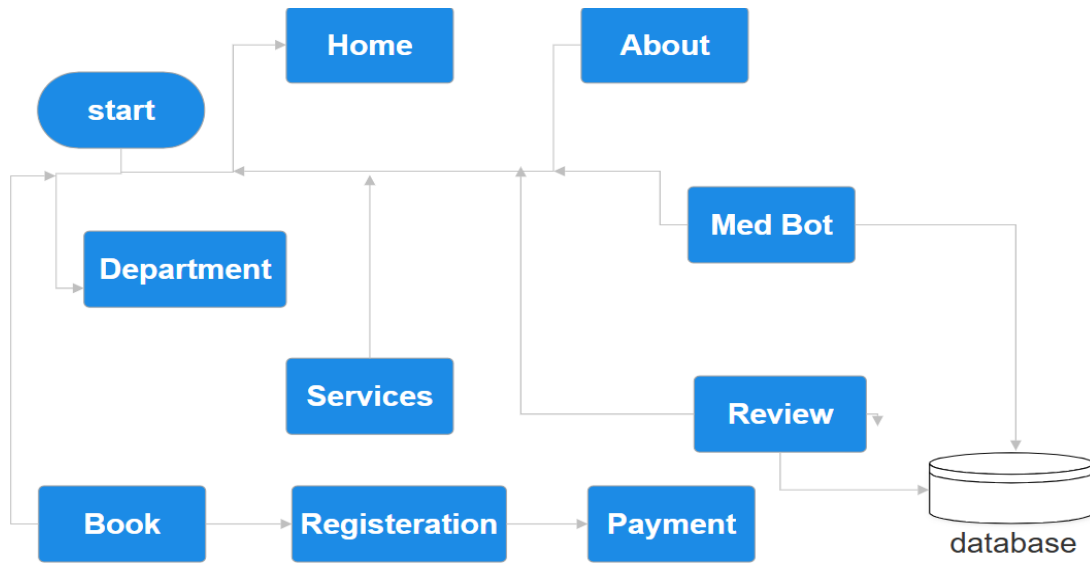 Home
About
start
Med Bot
Department
Services
Review
Book
Registeration
Payment
database